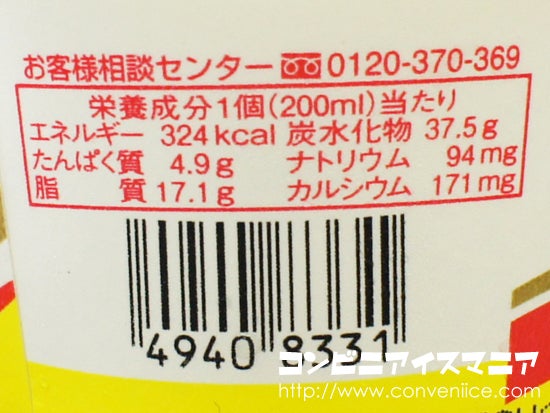 お客様相談センター 0120-370-369
栄養成分1個(200ml)当たり
エネルギー 324kcal 炭水化物 37.5g
たんぱく質 4.9g ナトリウム 94mg
脂質 17.1g カルシウム 171mg
4940 8331
コンビニアイスマニア
http://www.conveniice.com/